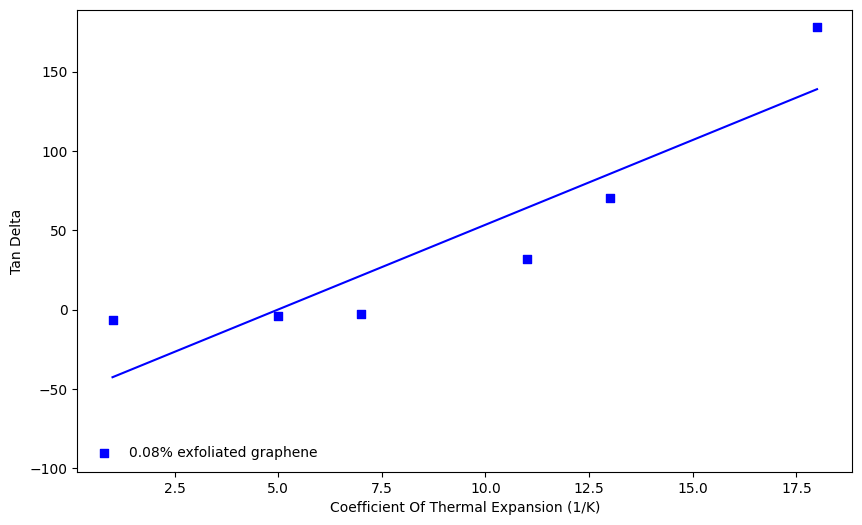 150
100
50
0
−50
−100
Tan Delta
0.08% exfoliated graphene
2.5 5.0 7.5 10.0 12.5 15.0 17.5
Coefficient Of Thermal Expansion (1/K)